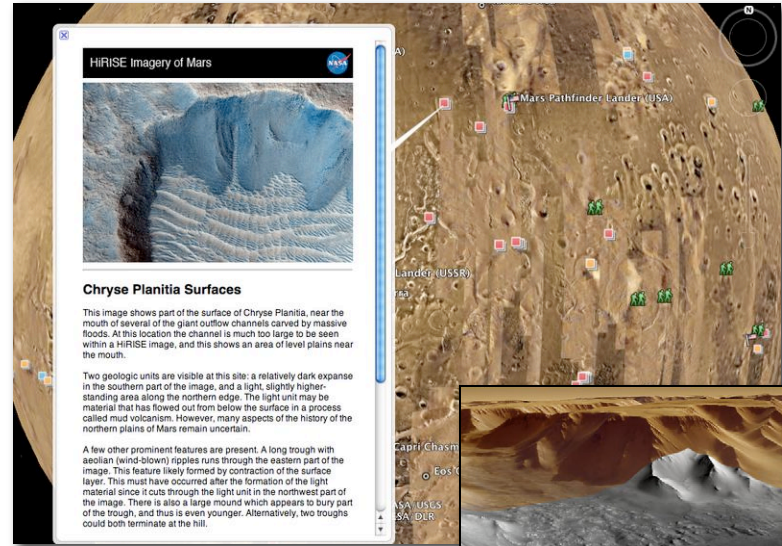 HiRISE Imagery of Mars
NASA
Chryse Planitia Surfaces
This image shows part of the surface of Chryse Planitia, near the
mouth of several of the giant outflow channels carved by massive
floods. At this location the channel is much too large to be seen
within a HiRISE image, and this shows an area of level plains near
the mouth.
Two geologic units are visible at this site: a relatively dark expanse
in the southern part of the image, and a light, slightly higher-
standing area along the northern edge. The light unit may be
material that has flowed out from below the surface in a process
called mud volcanism. However, many aspects of the history of the
northern plains of Mars remain uncertain.
A few other prominent features are present. A long trough with
aeolian (wind-blown) ripples runs through the eastern part of the
image. This feature likely formed by contraction of the surface
layer. This must have occurred after the formation of the light
material since it cuts through the light unit in the northwest part of
the image. There is also a large mound which appears to bury part
of the trough, and thus is even younger. Alternatively, two troughs
could both terminate at the hill.
N
A)
Mars Pathfinder Lander (USA)
Lander (USSR)
rra
Capri Chasm
Eos C
ASA/USGS
SA/DLR